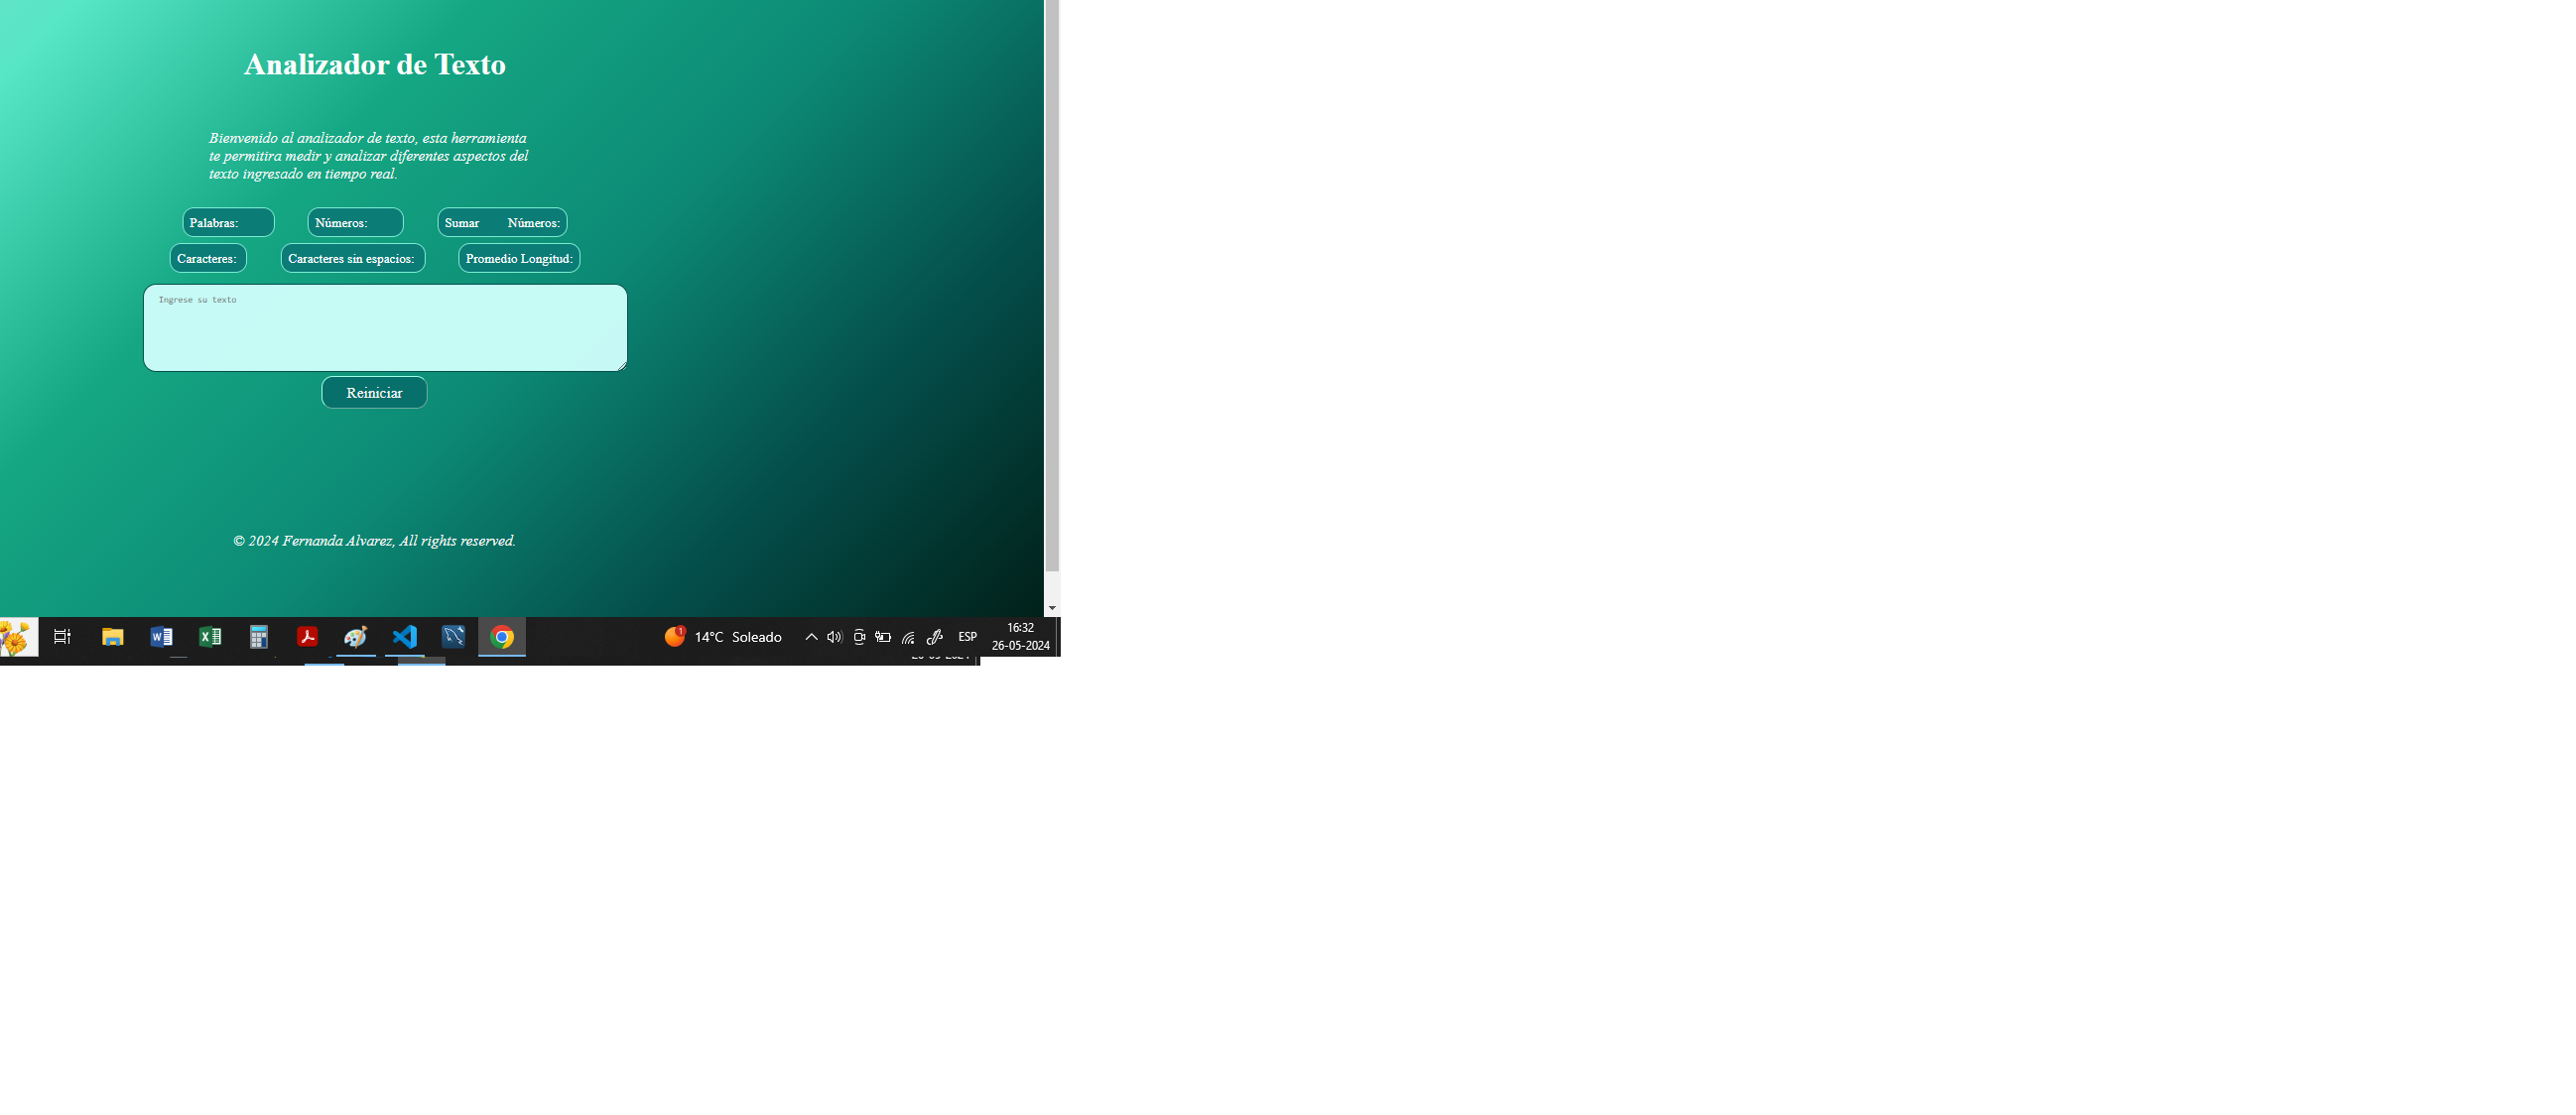 Analizador de Texto
Bienvenido al analizador de texto, esta herramienta
te permitira medir y analizar diferentes aspectos del
texto ingresado en tiempo real.
Palabras: Números: Sumar Números:
Caracteres: Caracteres sin espacios: Promedio Longitud:
Ingrese su texto
Reiniciar
© 2024 Fernanda Alvarez, All rights reserved.
1 14°C Soleado ESP 16:32
26-05-2024